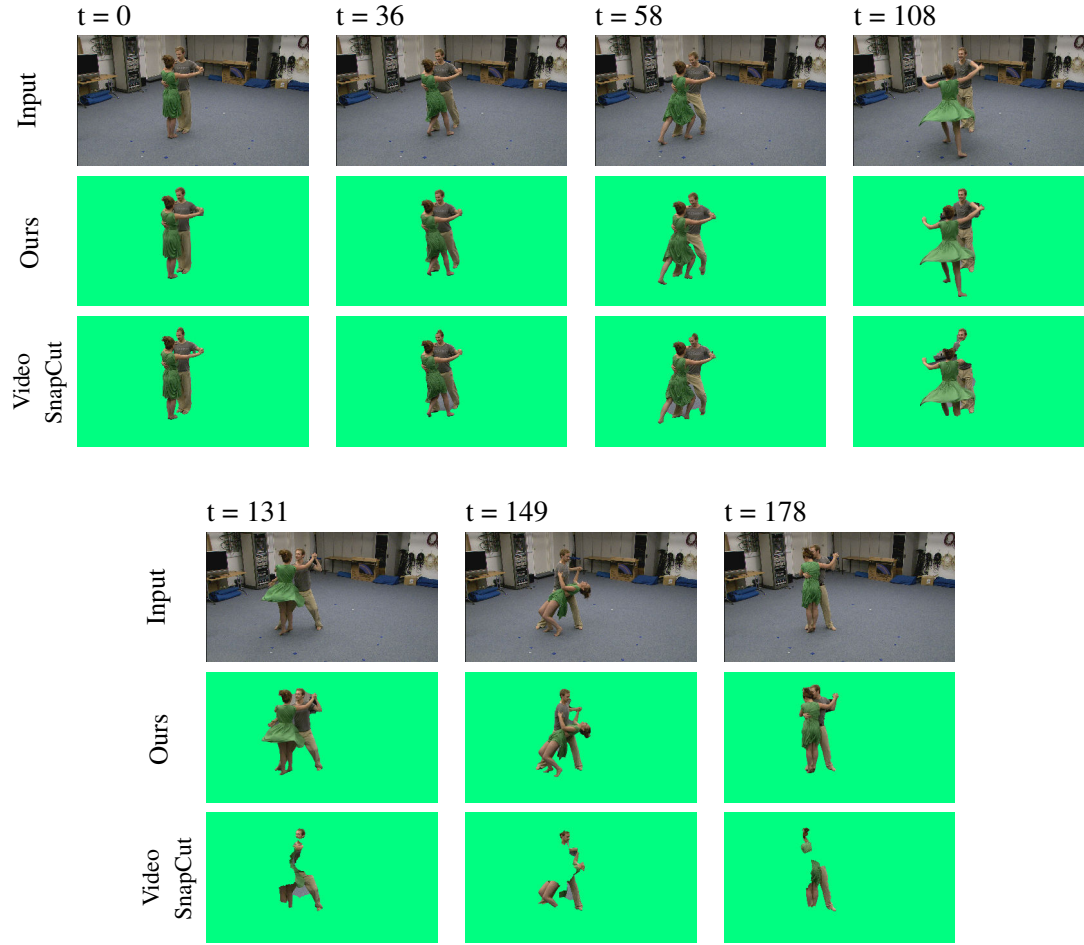 t = 0
t = 36
t = 58
t = 108
Input
Ours
Video
SnapCut
t = 131
t = 149
t = 178
Input
Ours
Video
SnapCut